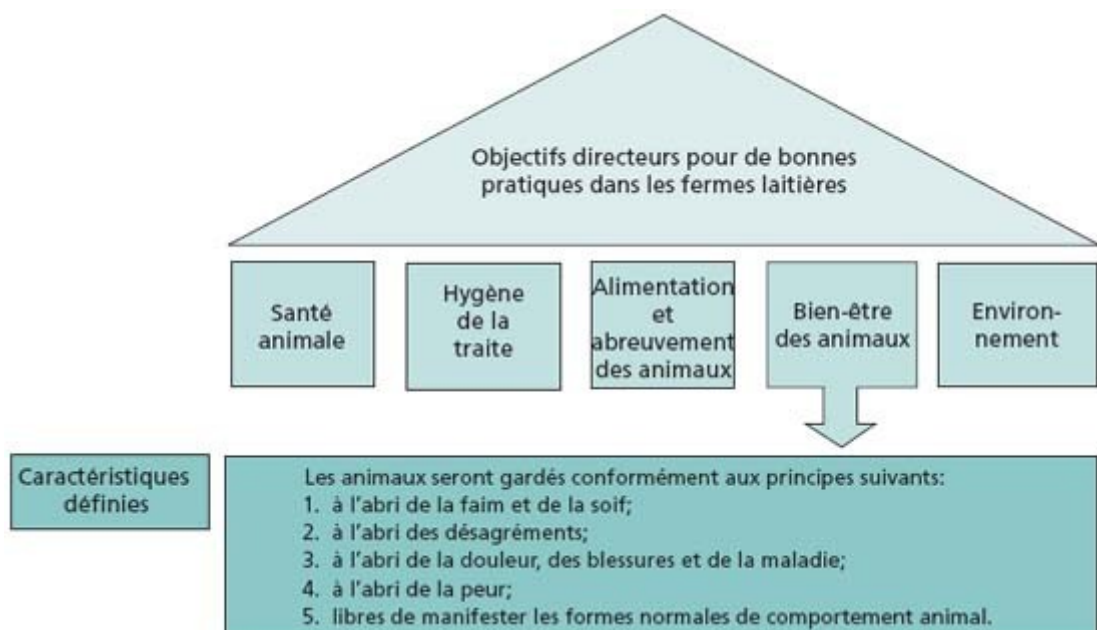 Objectifs directeurs pour de bonnes
pratiques dans les fermes laitières
Santé
animale
Hygène
de la
traite
Alimentation
et
abreuvement
des animaux
Bien-être
des animaux
Environ-
nement
Caractéristiques
définies
Les animaux seront gardés conformément aux principes suivants:
1. à l'abri de la faim et de la soif;
2. à l'abri des désagréments;
3. à l'abri de la douleur, des blessures et de la maladie;
4. à l'abri de la peur;
5. libres de manifester les formes normales de comportement animal.